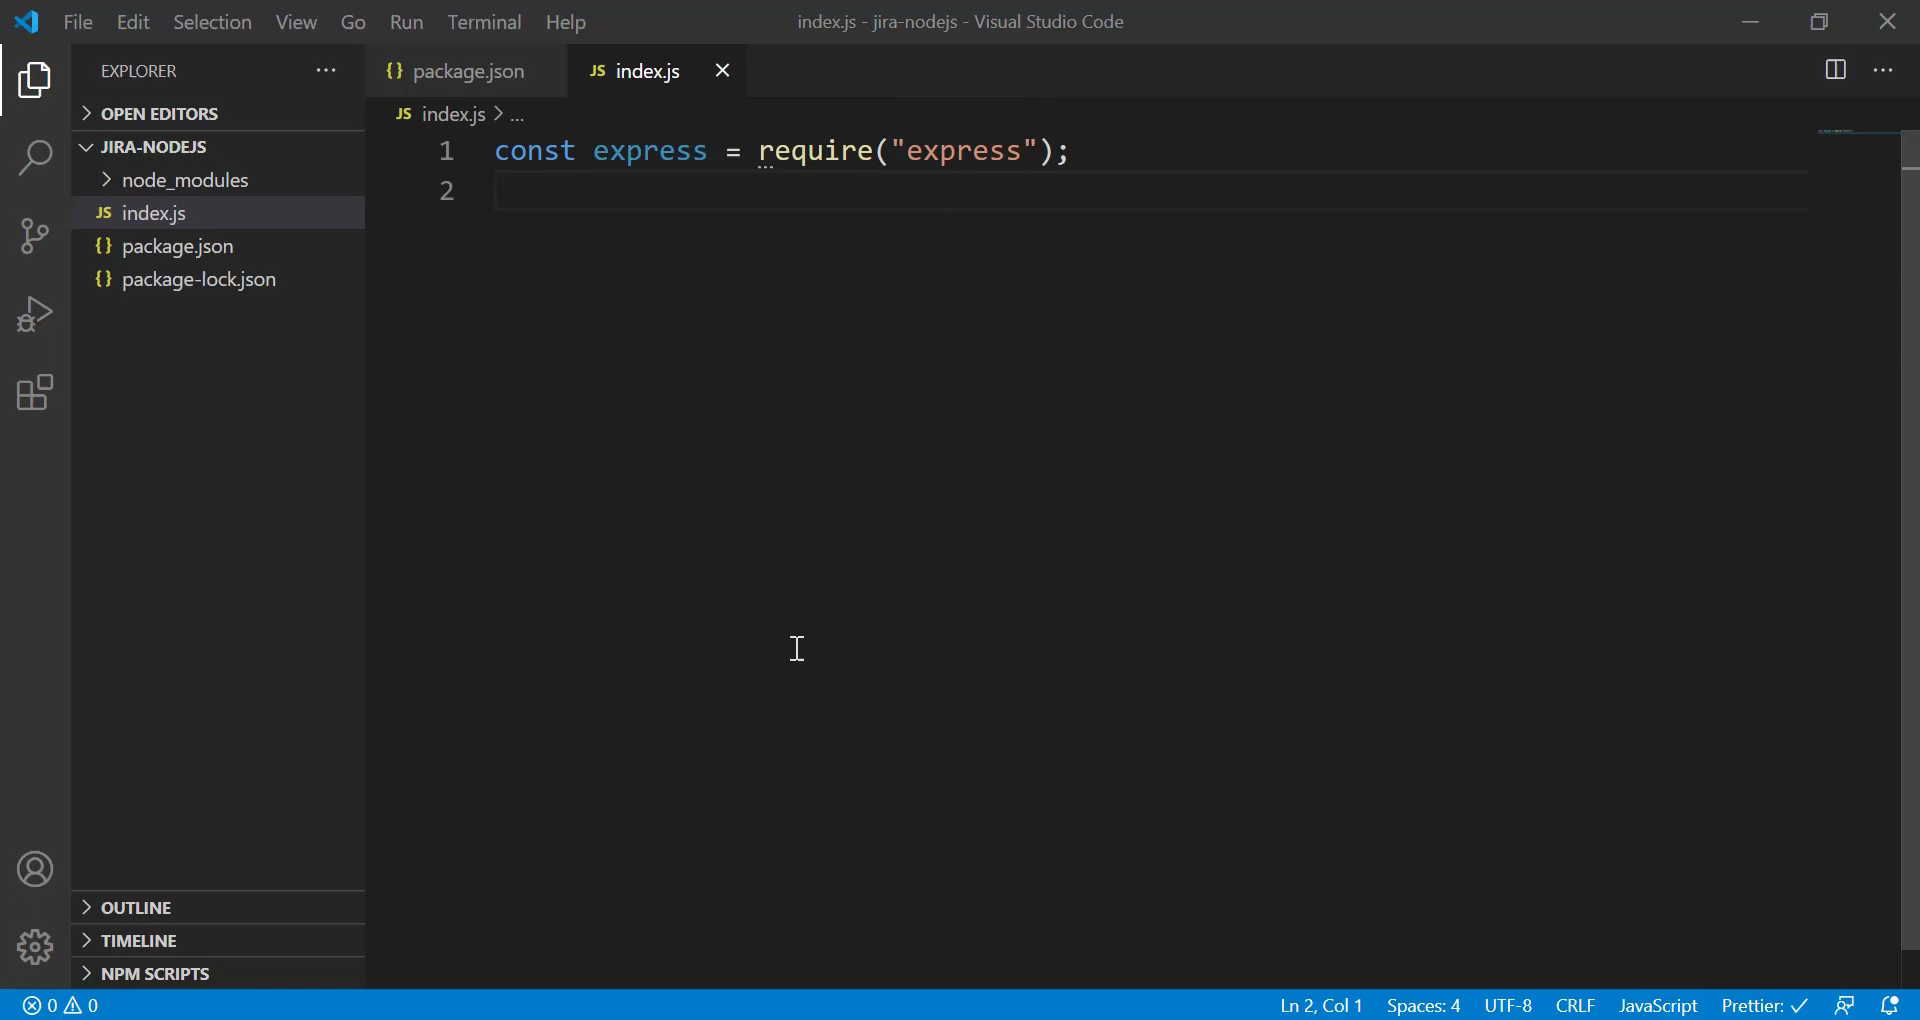 File Edit Selection View Go Run Terminal Help
index.js - jira-nodejs - Visual Studio Code
EXPLORER
OPEN EDITORS
JIRA-NODEJS
node_modules
JS index.js
{} package.json
{} package-lock.json
OUTLINE
TIMELINE
NPM SCRIPTS
{} package.json
JS index.js
JS index.js > ...
1 const express = require("express");
2
0 0
Ln 2, Col 1 Spaces: 4 UTF-8 CRLF JavaScript Prettier: ✓